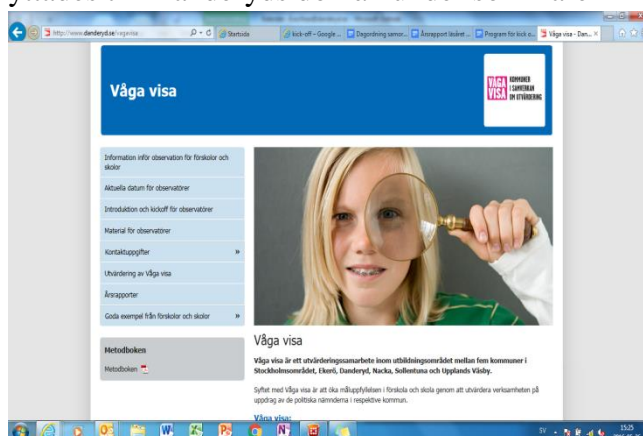 http://www.danderyd.se/vagavisa
Startsida
kick-off - Google ...
Dagordning samor...
Årsrapport läsåret ...
Program för kick o...
Våga visa - Dan...
Våga visa
VÅGA VISA
KOMMUNER
I SAMVERKAN
OM UTVÄRDERING
Information inför observation för förskolor och
skolor
Aktuella datum för observatörer
Introduktion och kickoff för observatörer
Material för observatörer
Kontaktuppgifter »
Utvärdering av Våga visa
Årsrapporter
Goda exempel från förskolor och skolor »
Metodboken
Metodboken
Våga visa
Våga visa är ett utvärderingssamarbete inom utbildningsområdet mellan fem kommuner i
Stockholmsområdet, Ekerö, Danderyd, Nacka, Sollentuna och Upplands Väsby.
Syftet med Våga visa är att öka måluppfyllelsen i förskola och skola genom att utvärdera verksamheten på
uppdrag av de politiska nämnderna i respektive kommun.
Våga visa:
SV
15:25